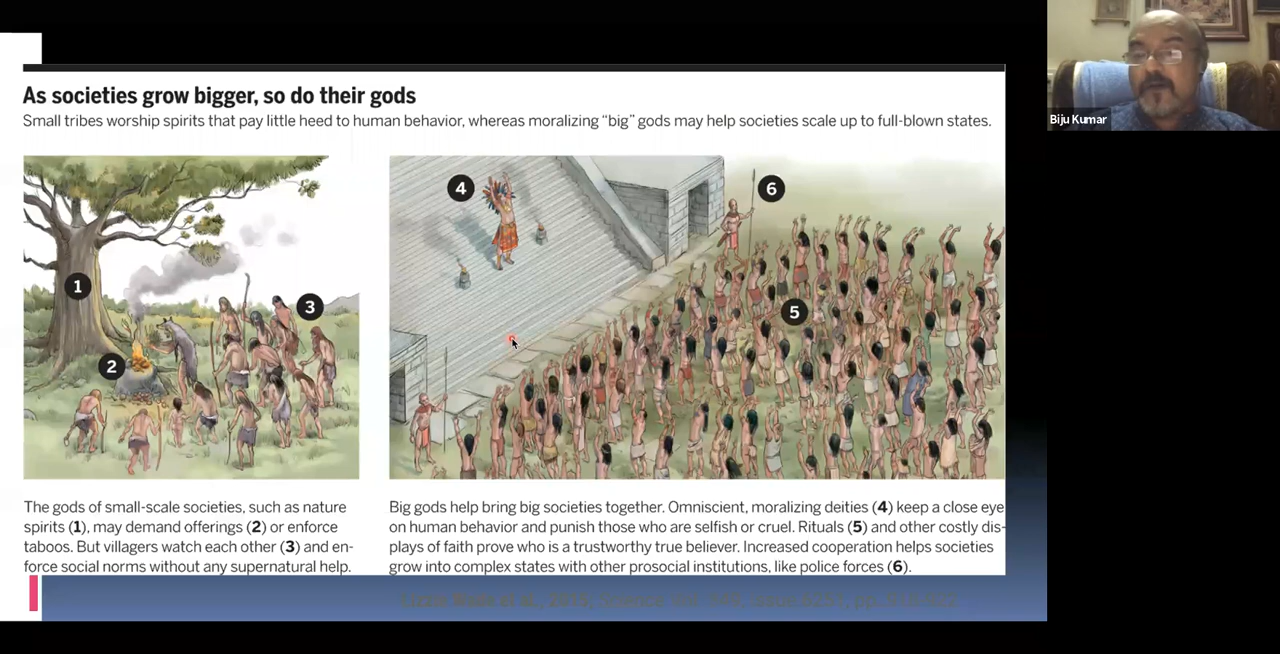 Biju Kumar
As societies grow bigger, so do their gods
Small tribes worship spirits that pay little heed to human behavior, whereas moralizing “big” gods may help societies scale up to full-blown states.
1
2
3
4
5
6
The gods of small-scale societies, such as nature
spirits (1), may demand offerings (2) or enforce
taboos. But villagers watch each other (3) and en-
force social norms without any supernatural help.
Big gods help bring big societies together. Omniscient, moralizing deities (4) keep a close eye
on human behavior and punish those who are selfish or cruel. Rituals (5) and other costly dis-
plays of faith prove who is a trustworthy true believer. Increased cooperation helps societies
grow into complex states with other prosocial institutions, like police forces (6).
et al., 2015, Science